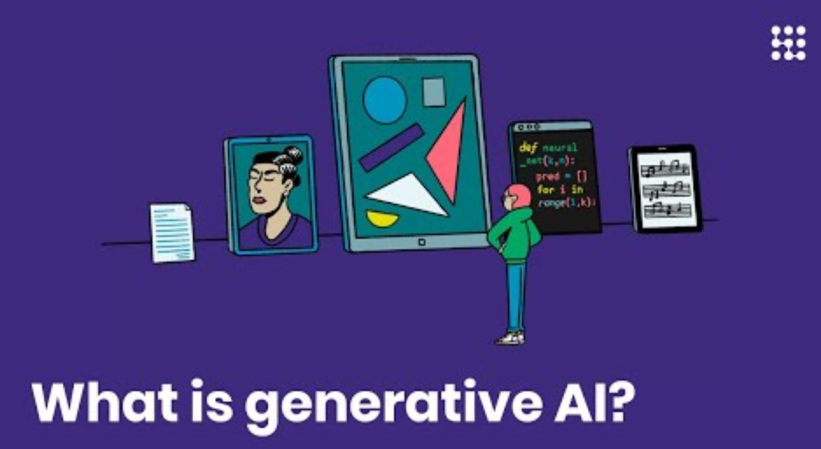 def neural
_net(k,n):
pred = []
for i in
range(1,k):
What is generative AI?